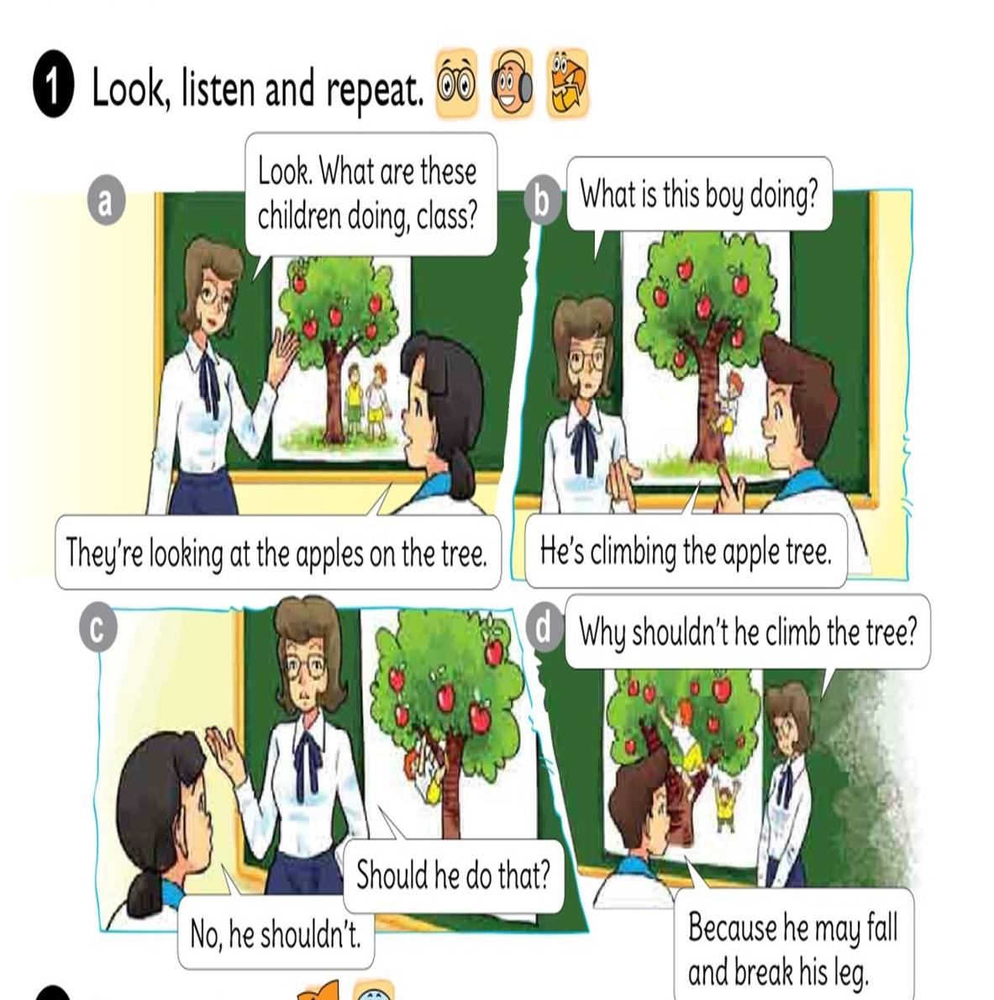 1 Look, listen and repeat.
a
Look. What are these
children doing, class?
They're looking at the apples on the tree.
b
What is this boy doing?
He's climbing the apple tree.
c
Should he do that?
No, he shouldn't.
d
Why shouldn't he climb the tree?
Because he may fall
and break his leg.